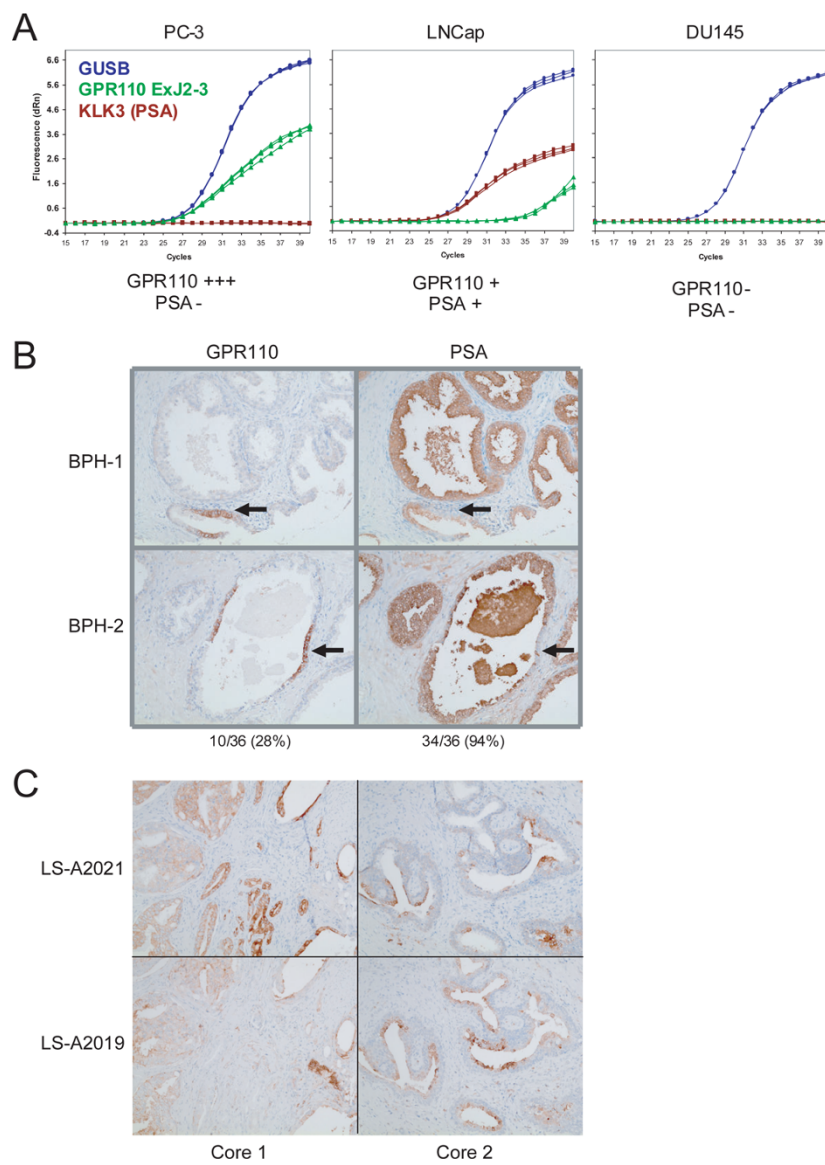 A
PC-3
LNCap
DU145
Fluorescence (dRn)
6.6
5.6
4.6
3.6
2.6
1.6
0.6
-0.4
GUSB
GPR110 ExJ2-3
KLK3 (PSA)
15 17 19 21 23 25 27 29 31 33 35 37 39
15 17 19 21 23 25 27 29 31 33 35 37 39
15 17 19 21 23 25 27 29 31 33 35 37 39
Cycles
Cycles
Cycles
GPR110 +++
PSA -
GPR110 +
PSA +
GPR110-
PSA -
B
GPR110
PSA
BPH-1
BPH-2
10/36 (28%)
34/36 (94%)
C
LS-A2021
LS-A2019
Core 1
Core 2